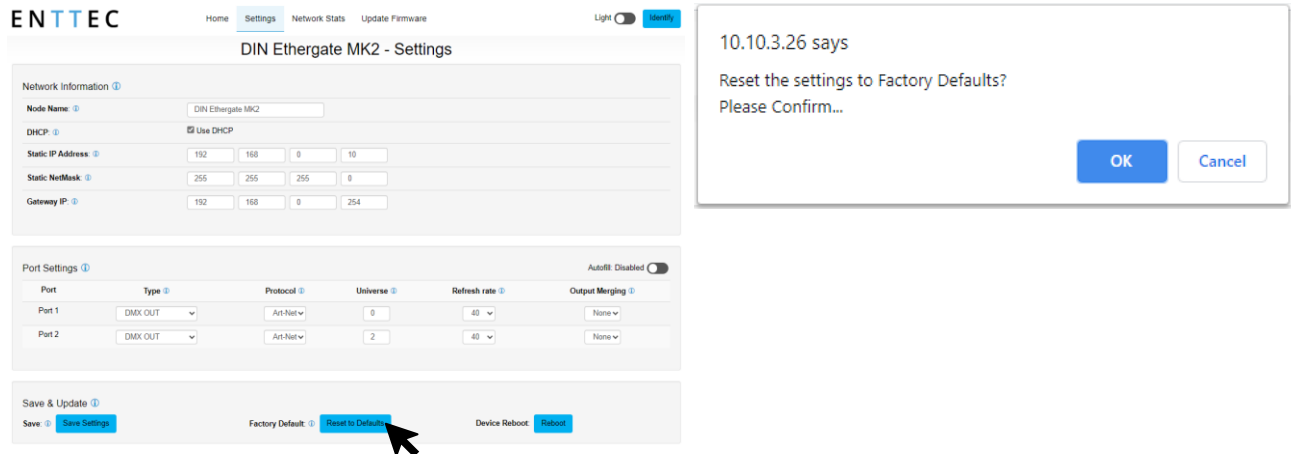 ENTTEC
Home Settings Network Stats Update Firmware Light Identify
DIN Ethergate MK2 - Settings
Network Information
Node Name: DIN Ethergate MK2
DHCP: Use DHCP
Static IP Address: 192 168 0 10
Static NetMask: 255 255 255 0
Gateway IP: 192 168 0 254
Port Settings Autofill: Disabled
Port Type Protocol Universe Refresh rate Output Merging
Port 1 DMX OUT Art-Net 0 40 None
Port 2 DMX OUT Art-Net 2 40 None
Save & Update
Save: Save Settings Factory Default: Reset to Defaults Device Reboot: Reboot
10.10.3.26 says
Reset the settings to Factory Defaults?
Please Confirm...
OK Cancel